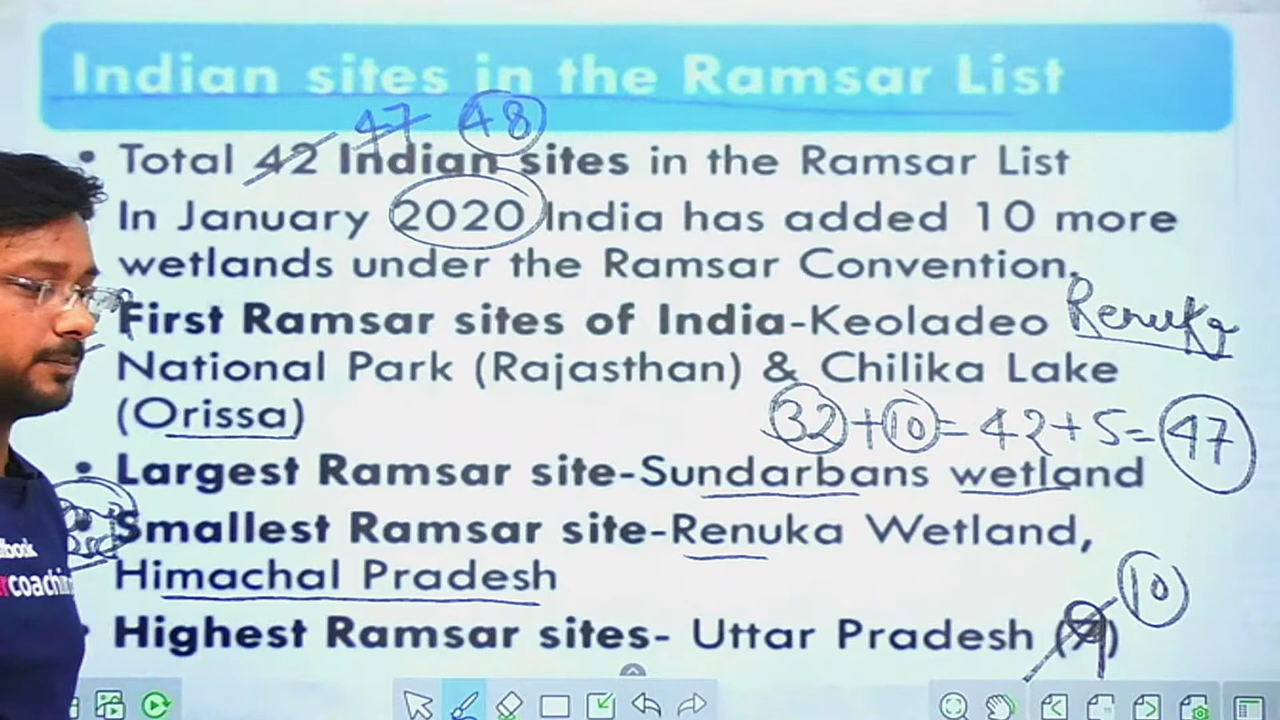 Indian sites in the Ramsar List
47 48
• Total 42 Indian sites in the Ramsar List
In January 2020 India has added 10 more
wetlands under the Ramsar Convention.
First Ramsar sites of India-Keoladeo Renuka
National Park (Rajasthan) & Chilika Lake
(Orissa)
32+10=42+5=47
• Largest Ramsar site-Sundarbans wetland
Smallest Ramsar site-Renuka Wetland,
Himachal Pradesh
10
• Highest Ramsar sites- Uttar Pradesh
book
coachin